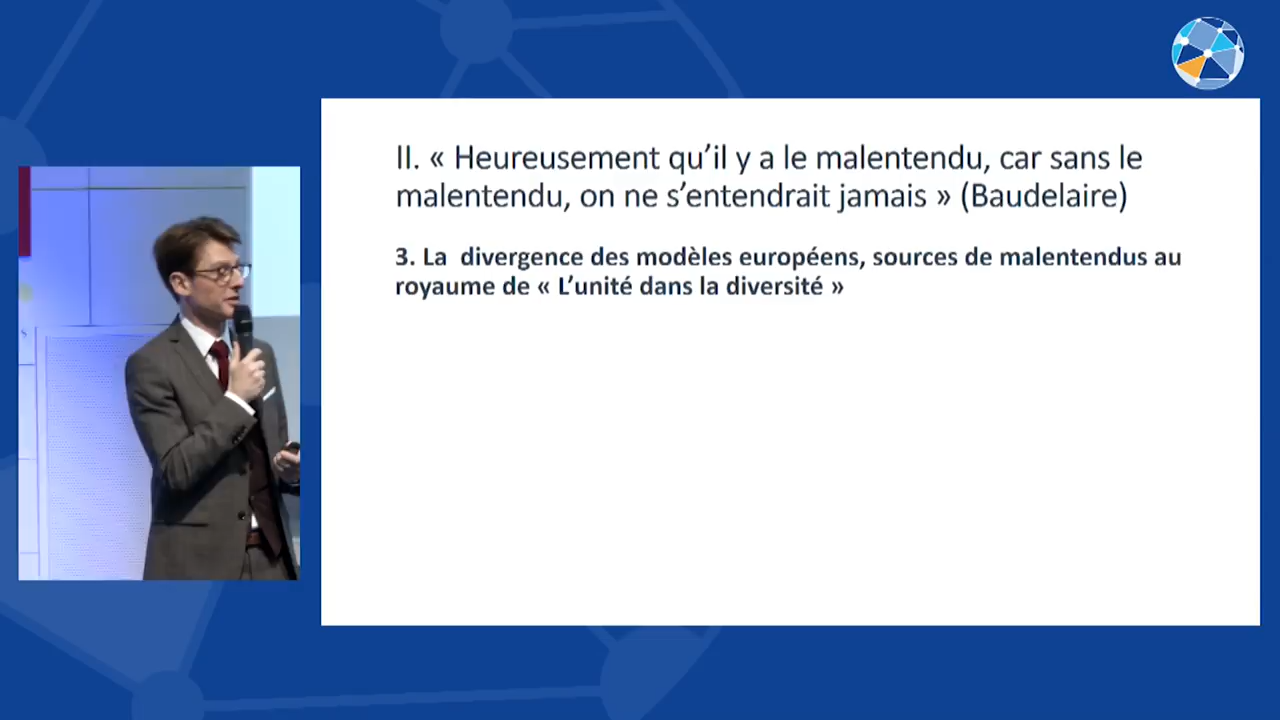 II. « Heureusement qu’il y a le malentendu, car sans le
malentendu, on ne s’entendrait jamais » (Baudelaire)
3. La  divergence des modèles européens, sources de malentendus au
royaume de « L’unité dans la diversité »